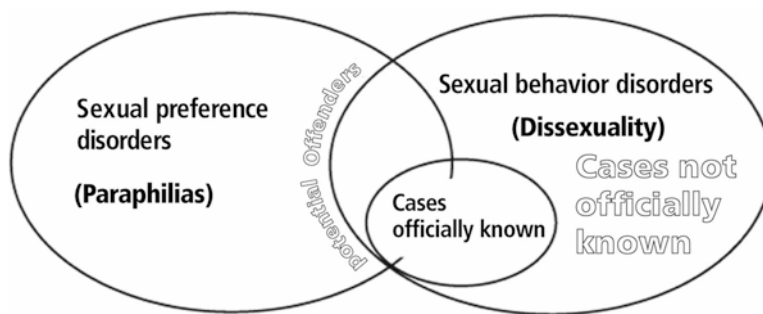 Sexual preference
disorders
(Paraphilias)
potential offenders
Sexual behavior disorders
(Dissexuality)
Cases not
officially
known
Cases
officially known